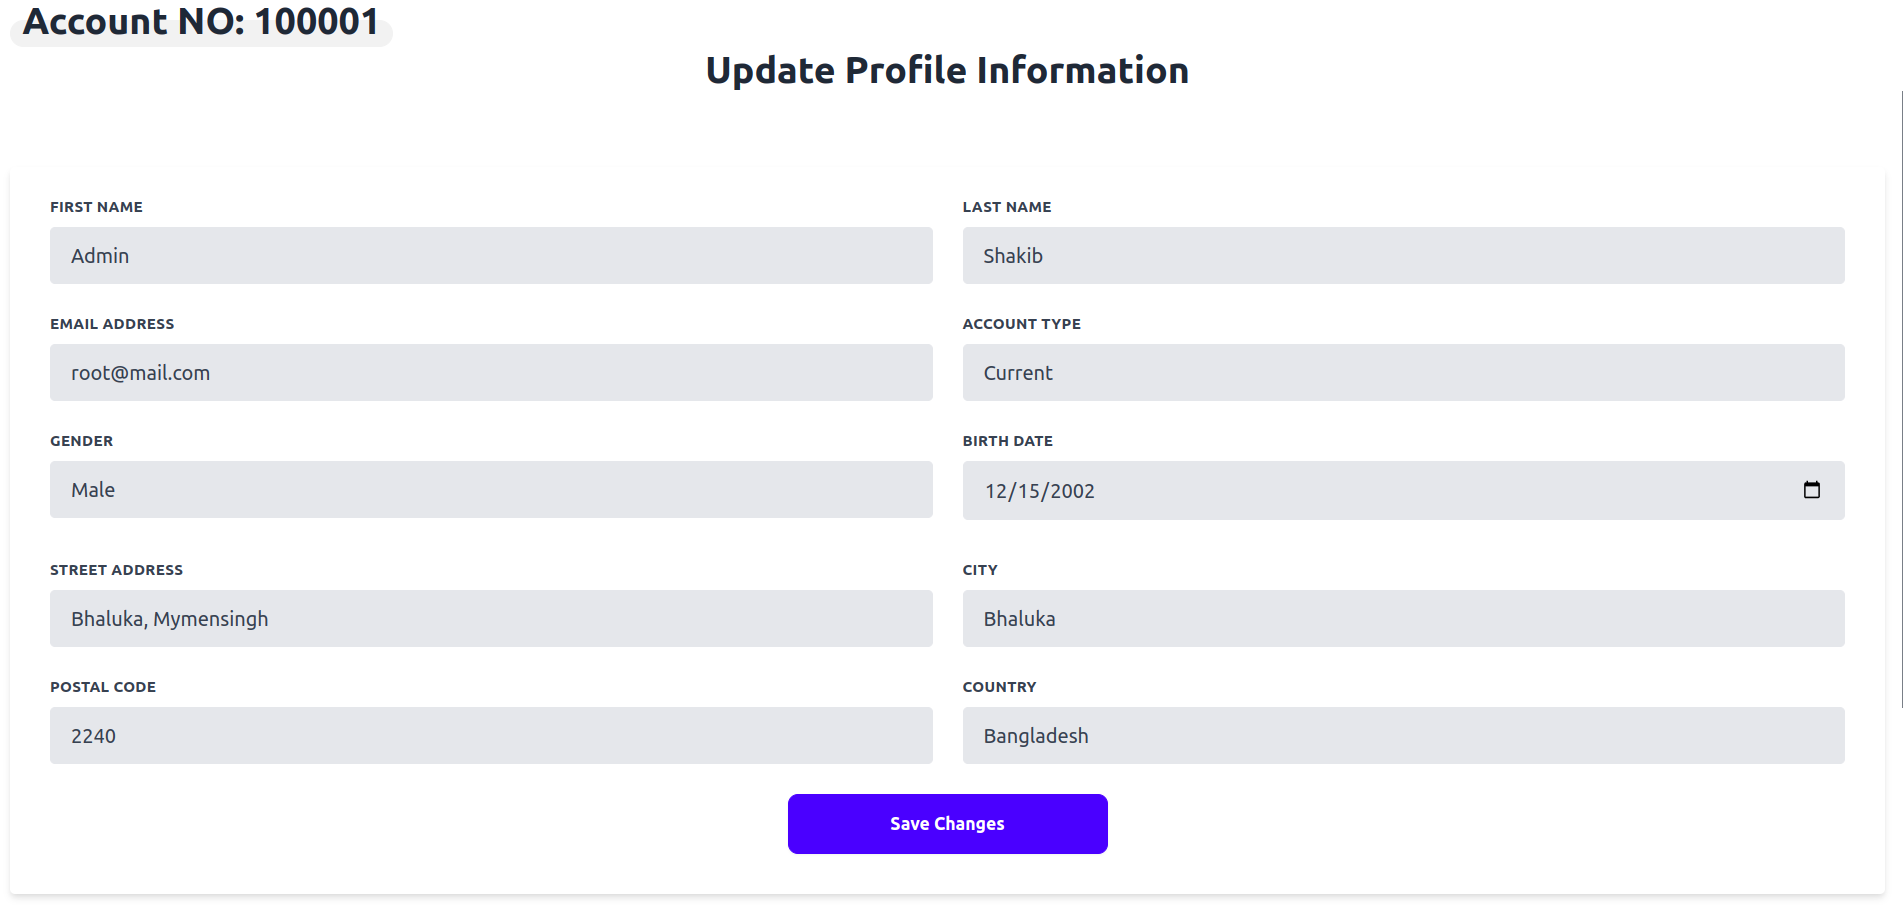 Account NO: 100001
Update Profile Information
FIRST NAME
Admin
LAST NAME
Shakib
EMAIL ADDRESS
root@mail.com
ACCOUNT TYPE
Current
GENDER
Male
BIRTH DATE
12/15/2002
STREET ADDRESS
Bhaluka, Mymensingh
CITY
Bhaluka
POSTAL CODE
2240
COUNTRY
Bangladesh
Save Changes